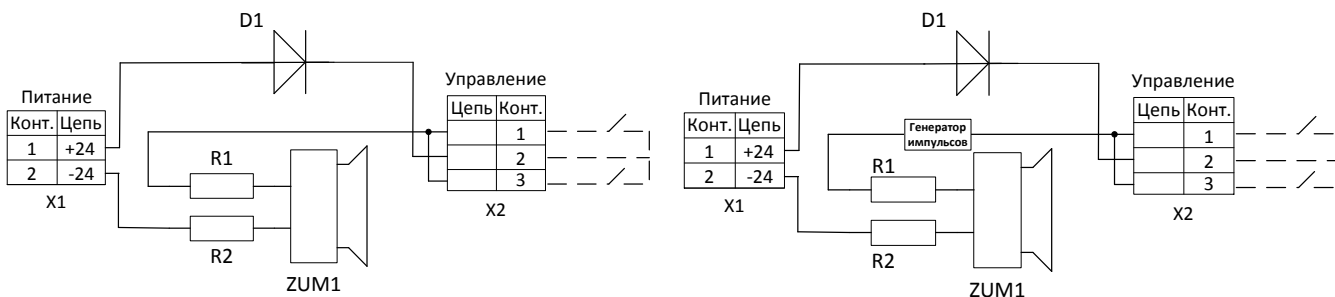 D1
Питание
Конт. Цепь
1 +24
2 -24
X1
R1
R2
ZUM1
Управление
Цепь Конт.
1
2
3
X2
D1
Питание
Конт. Цепь
1 +24
2 -24
X1
Генератор
импульсов
R1
R2
ZUM1
Управление
Цепь Конт.
1
2
3
X2